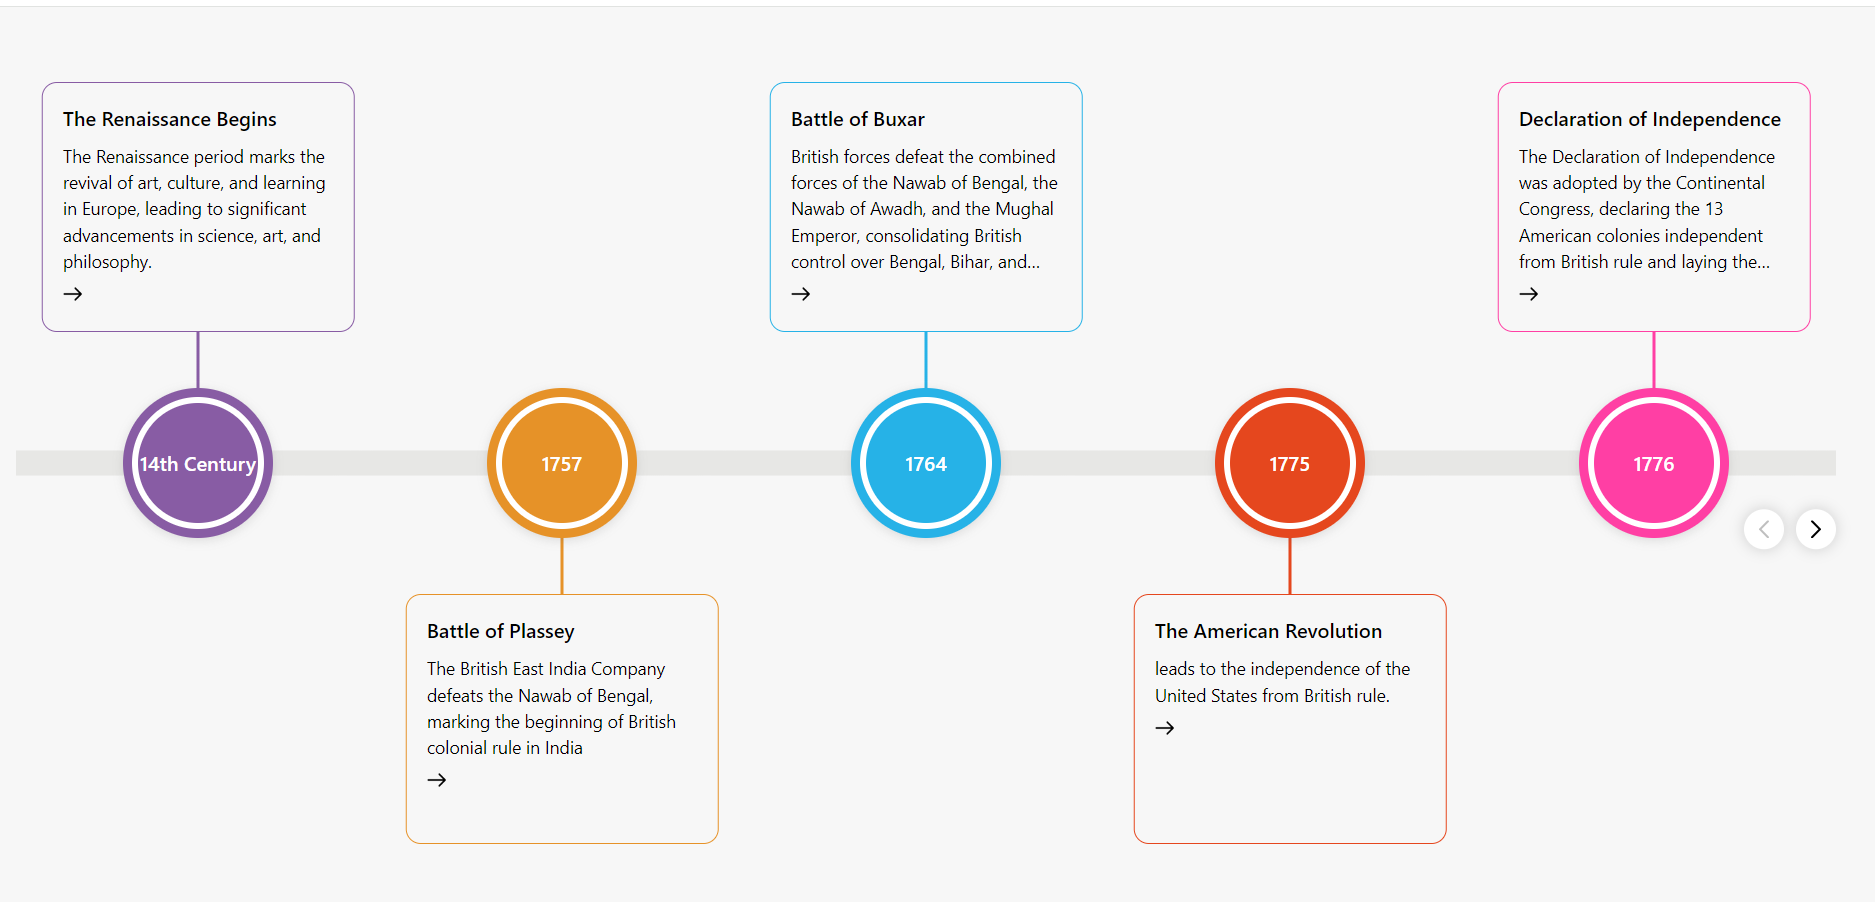 The Renaissance Begins
The Renaissance period marks the
revival of art, culture, and learning
in Europe, leading to significant
advancements in science, art, and
philosophy.
Battle of Buxar
British forces defeat the combined
forces of the Nawab of Bengal, the
Nawab of Awadh, and the Mughal
Emperor, consolidating British
control over Bengal, Bihar, and...
Declaration of Independence
The Declaration of Independence
was adopted by the Continental
Congress, declaring the 13
American colonies independent
from British rule and laying the...
14th Century
1757
1764
1775
1776
Battle of Plassey
The British East India Company
defeats the Nawab of Bengal,
marking the beginning of British
colonial rule in India
The American Revolution
leads to the independence of the
United States from British rule.